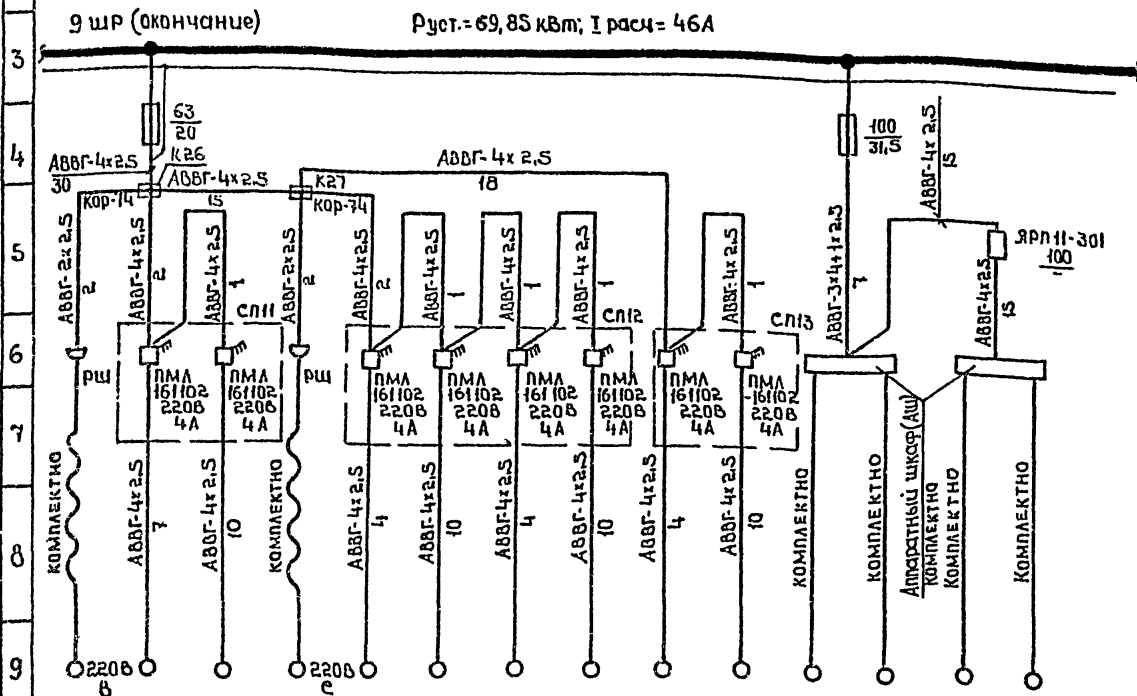 9 ШР (окончание)
Руст.=69,85 кВт; I расч= 46А
3
4
5
6
7
8
9
63
20
К26
АВВГ-4х2,5
30
АВВГ-4х2,5
15
Кор-74
К27
Кор-74
АВВГ-4х 2,5
18
100
31,5
АВВГ-4х 2,5
15
АВВГ-2х2,5
2
АВВГ-4х2,5
2
АВВГ-4х2,5
1
АВВГ-2х2,5
2
АВВГ-4х2,5
2
АВВГ-4х2,5
1
АВВГ-4х2,5
1
АВВГ-4х2,5
1
АВВГ-4х2,5
1
АВВГ-3х4+1х2,5
7
АВВГ-4х2,5
15
ЯРП11-301
100
СП11
СП12
СП13
РШ
РШ
ПМЛ
161102
220В
4А
ПМЛ
161102
220В
4А
ПМЛ
161102
220В
4А
ПМЛ
161102
220В
4А
ПМЛ
161102
220В
4А
ПМЛ
161102
220В
4А
ПМЛ
161102
220В
4А
ПМЛ
161102
220В
4А
КОМПЛЕКТНО
АВВГ-4х2,5
7
АВВГ-4х2,5
10
КОМПЛЕКТНО
АВВГ-4х2,5
4
АВВГ-4х2,5
10
АВВГ-4х2,5
4
АВВГ-4х2,5
10
АВВГ-4х2,5
4
АВВГ-4х2,5
10
КОМПЛЕКТНО
КОМПЛЕКТНО
Аппаратный шкаф(АШ)
КОМПЛЕКТНО
КОМПЛЕКТНО
КОМПЛЕКТНО
220В
В
220В
С